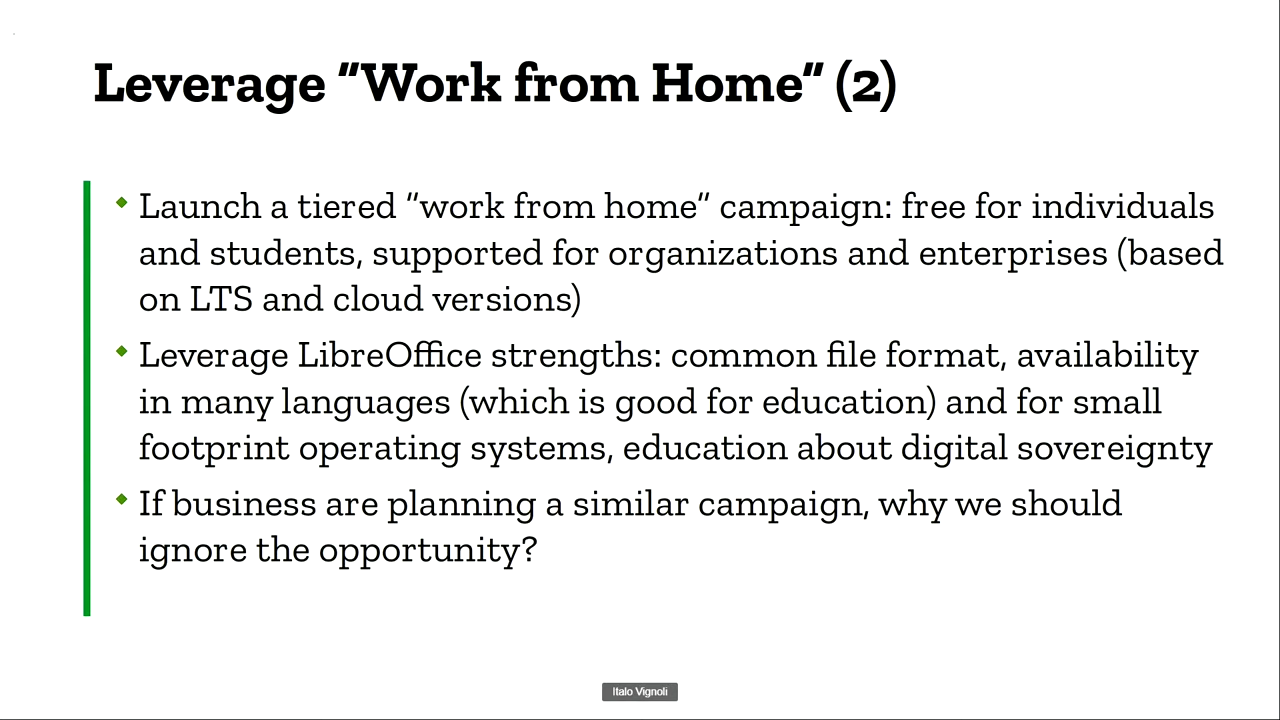 Leverage "Work from Home" (2)
Launch a tiered "work from home" campaign: free for individuals
and students, supported for organizations and enterprises (based
on LTS and cloud versions)
Leverage LibreOffice strengths: common file format, availability
in many languages (which is good for education) and for small
footprint operating systems, education about digital sovereignty
If business are planning a similar campaign, why we should
ignore the opportunity?
Italo Vignoli